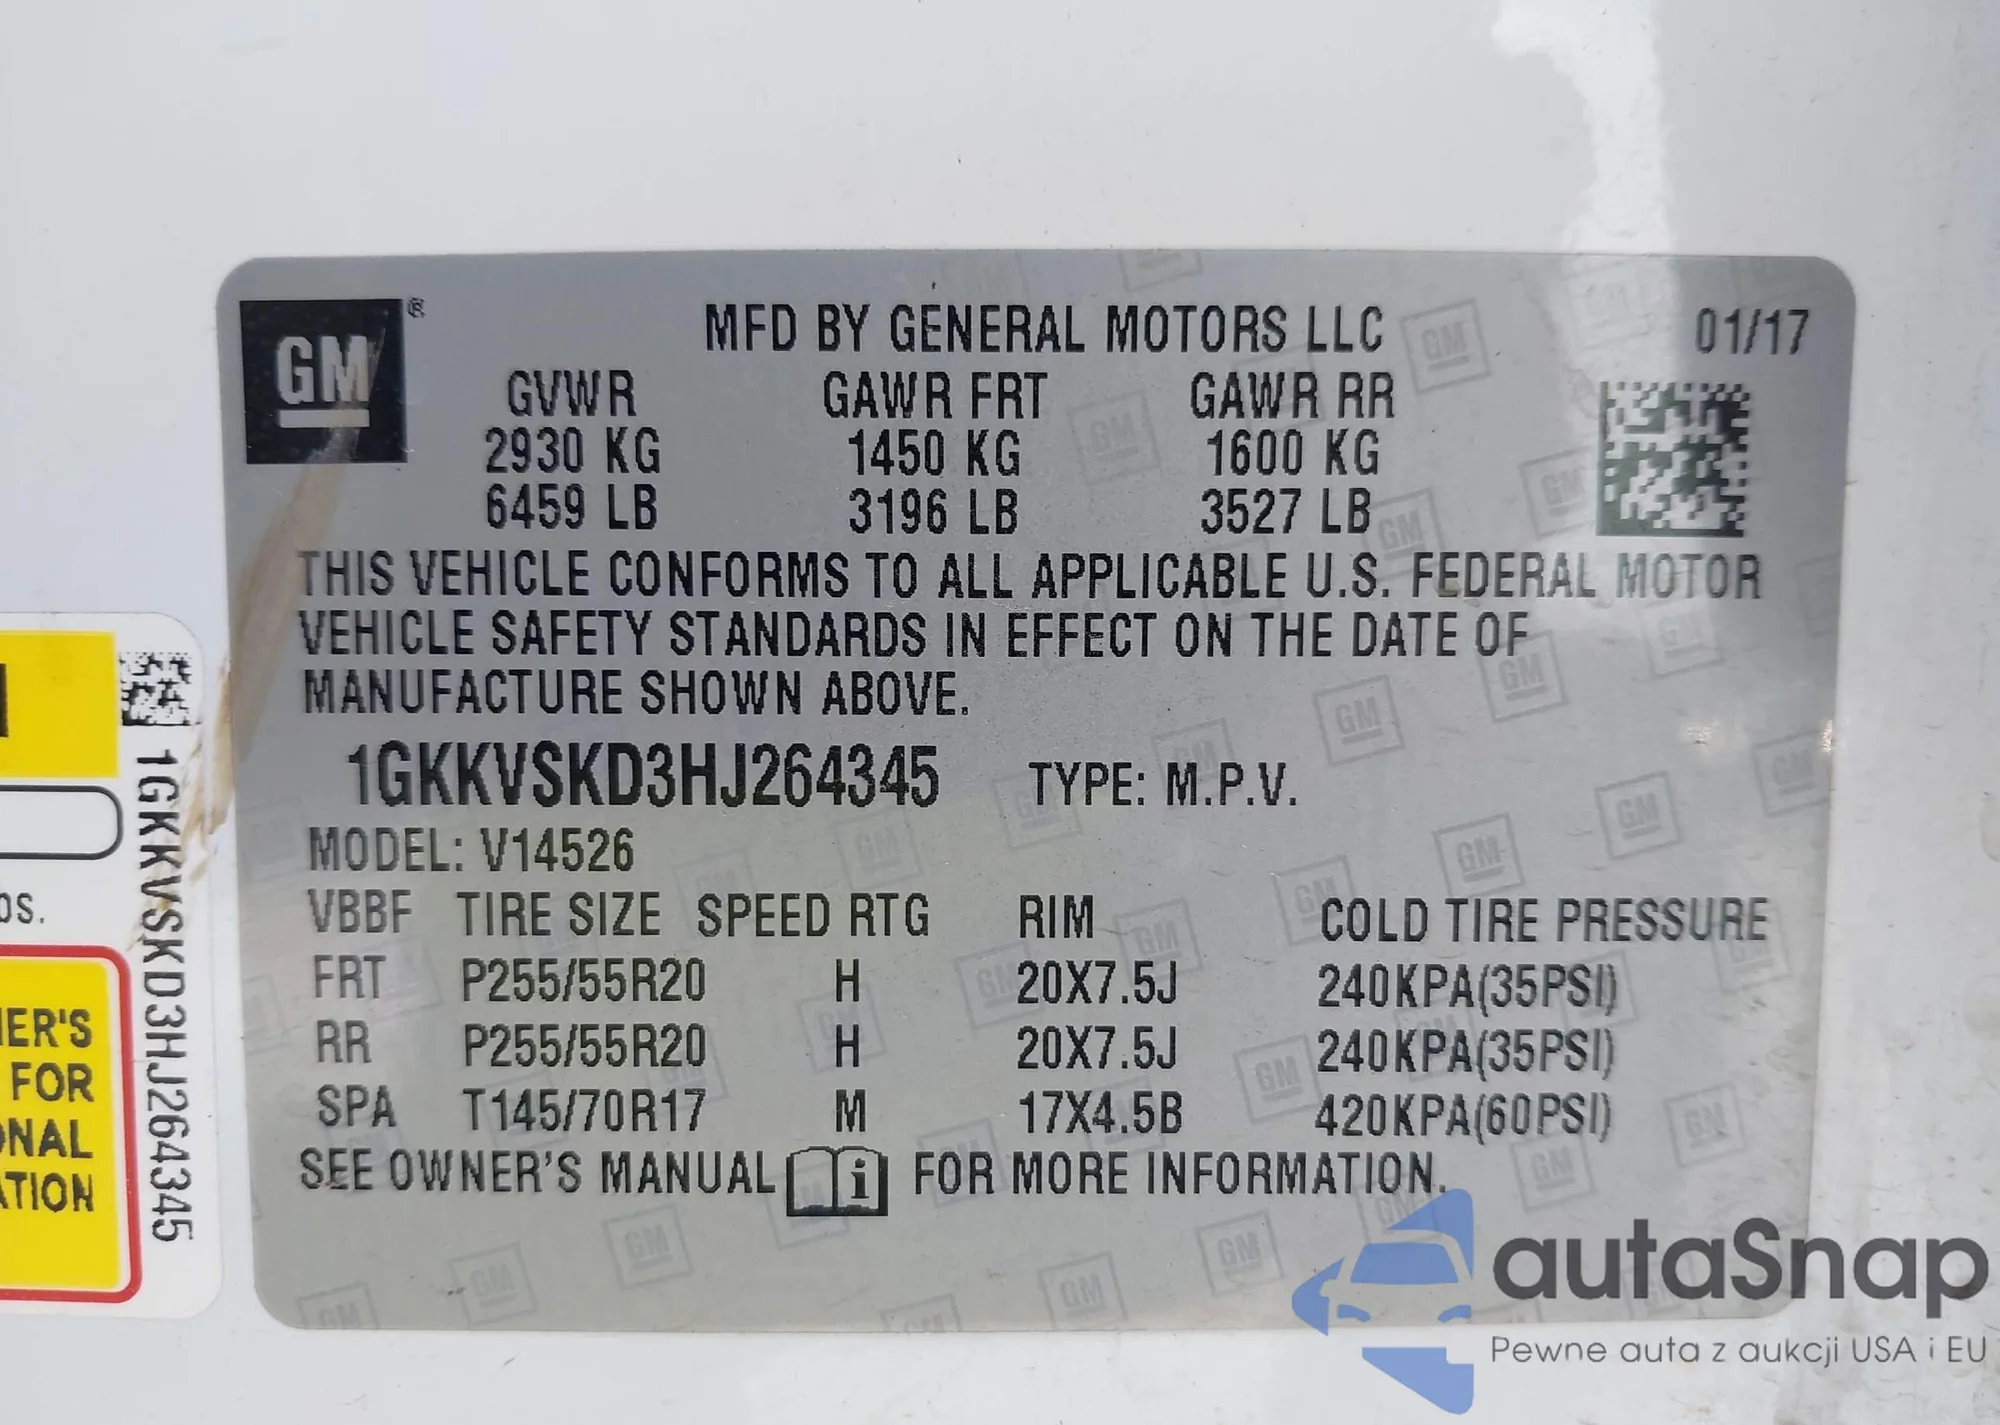 GM®
MFD BY GENERAL MOTORS LLC 01/17
GVWR GAWR FRT GAWR RR
2930 KG 1450 KG 1600 KG
6459 LB 3196 LB 3527 LB
THIS VEHICLE CONFORMS TO ALL APPLICABLE U.S. FEDERAL MOTOR
VEHICLE SAFETY STANDARDS IN EFFECT ON THE DATE OF
MANUFACTURE SHOWN ABOVE.
1GKKVSKD3HJ264345 TYPE: M.P.V.
MODEL: V14526
VBBF TIRE SIZE SPEED RTG RIM COLD TIRE PRESSURE
FRT P255/55R20 H 20X7.5J 240KPA(35PSI)
RR P255/55R20 H 20X7.5J 240KPA(35PSI)
SPA T145/70R17 M 17X4.5B 420KPA(60PSI)
SEE OWNER'S MANUAL i FOR MORE INFORMATION.
1GKKVSKD3HJ264345
NER'S
FOR
ONAL
ATION
autaSnap
Pewne auta z aukcji USA i EU